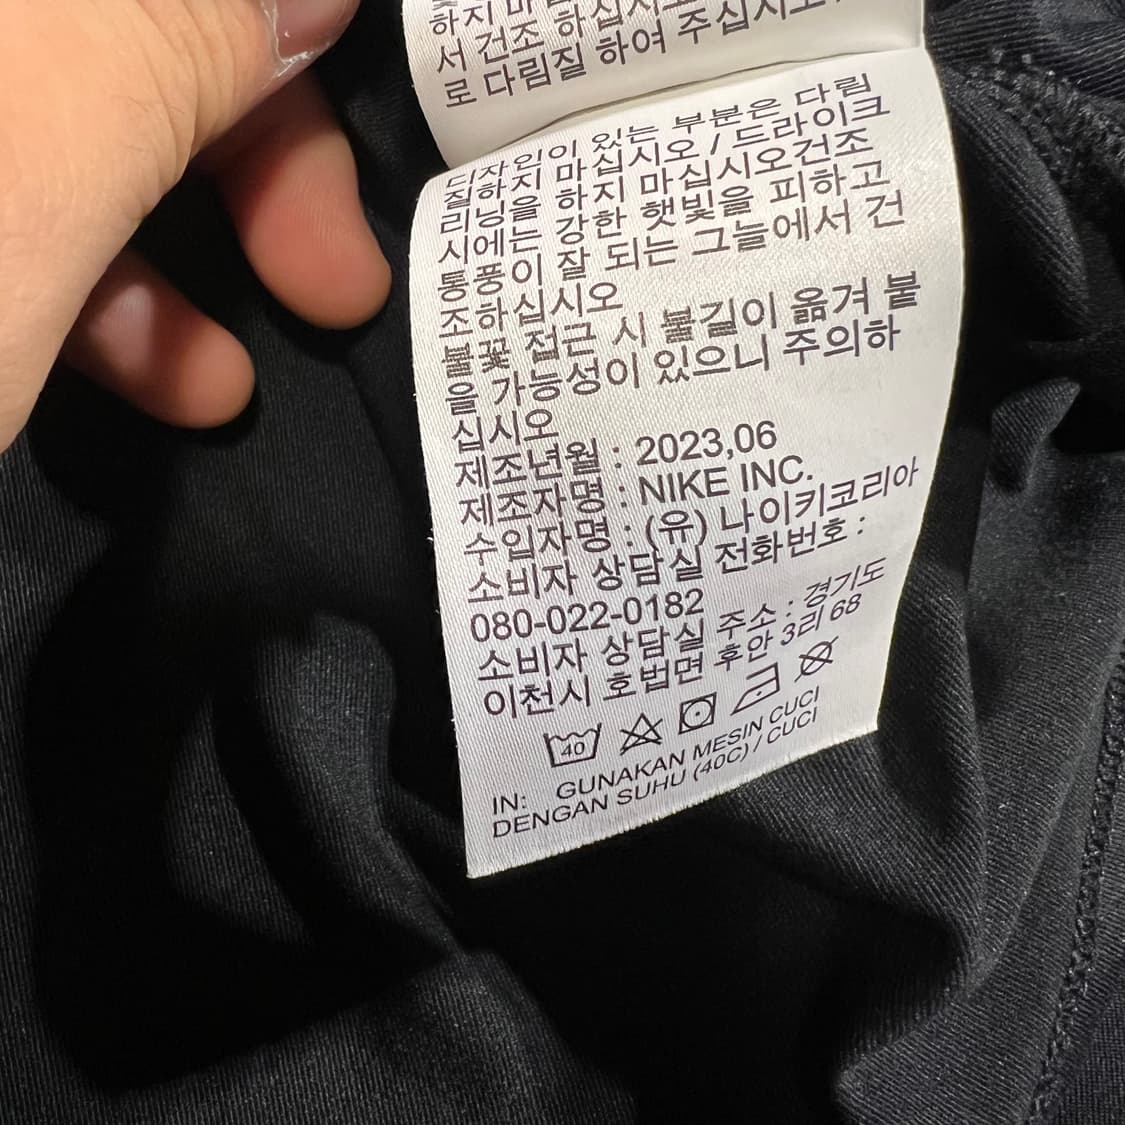 하지 마
서 건조 하십시오
로 다림질 하여 주십시오
디자인이 있는 부분은 다림
질하지 마십시오 / 드라이크
리닝을 하지 마십시오건조
시에는 강한 햇빛을 피하고
통풍이 잘 되는 그늘에서 건
조하십시오
불꽃 접근 시 불길이 옮겨 붙
을 가능성이 있으니 주의하
십시오
제조년월 : 2023,06
제조자명 : NIKE INC.
수입자명 : (유) 나이키코리아
소비자 상담실 전화번호 :
080-022-0182
소비자 상담실 주소 : 경기도
이천시 호법면 후안 3리 68
40
IN: GUNAKAN MESIN CUCI
DENGAN SUHU (40C) / CUCI